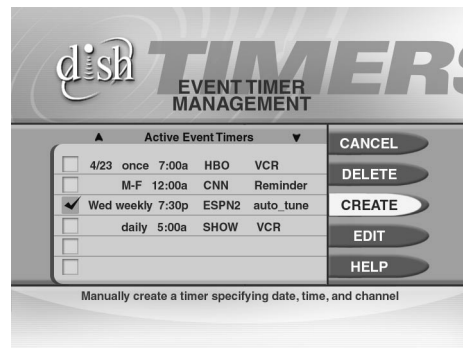 dish TIMERS
EVENT TIMER
MANAGEMENT
Active Event Timers
4/23 once 7:00a HBO VCR
M-F 12:00a CNN Reminder
Wed weekly 7:30p ESPN2 auto_tune
daily 5:00a SHOW VCR
CANCEL
DELETE
CREATE
EDIT
HELP
Manually create a timer specifying date, time, and channel